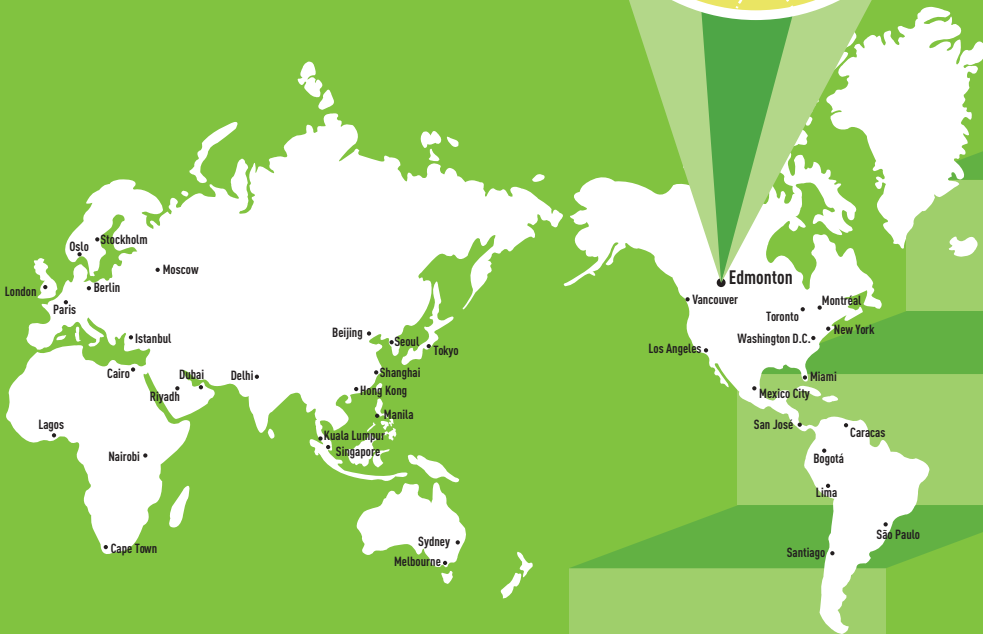 Stockholm
Oslo
Moscow
London
Berlin
Paris
Istanbul
Cairo
Dubai
Riyadh
Delhi
Lagos
Nairobi
Cape Town
Beijing
Seoul
Tokyo
Shanghai
Hong Kong
Manila
Kuala Lumpur
Singapore
Sydney
Melbourne
Edmonton
Vancouver
Montréal
Toronto
New York
Washington D.C.
Los Angeles
Miami
Mexico City
San José
Caracas
Bogotá
Lima
São Paulo
Santiago